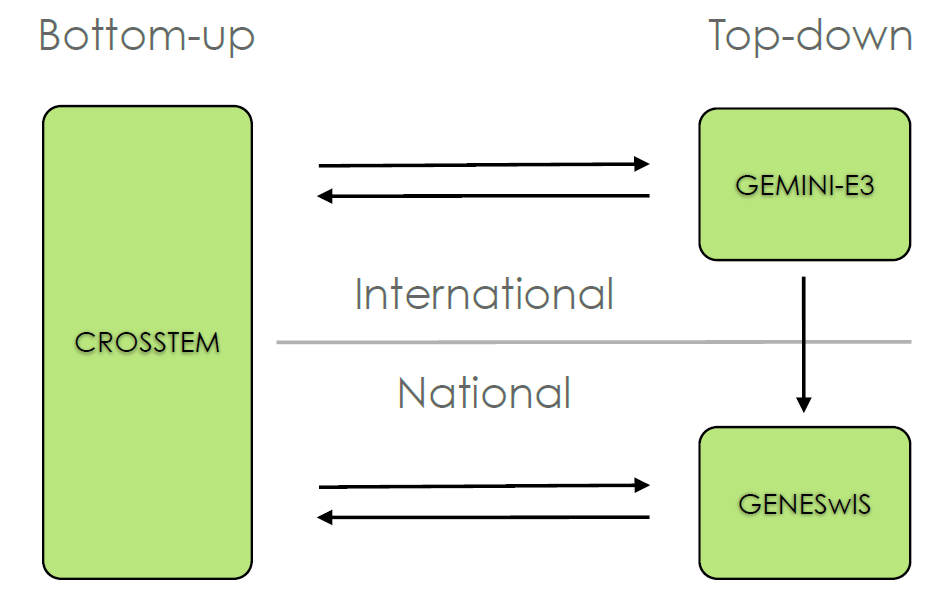 Bottom-up
Top-down
GEMINI-E3
International
CROSSTEM
National
GENESwIS